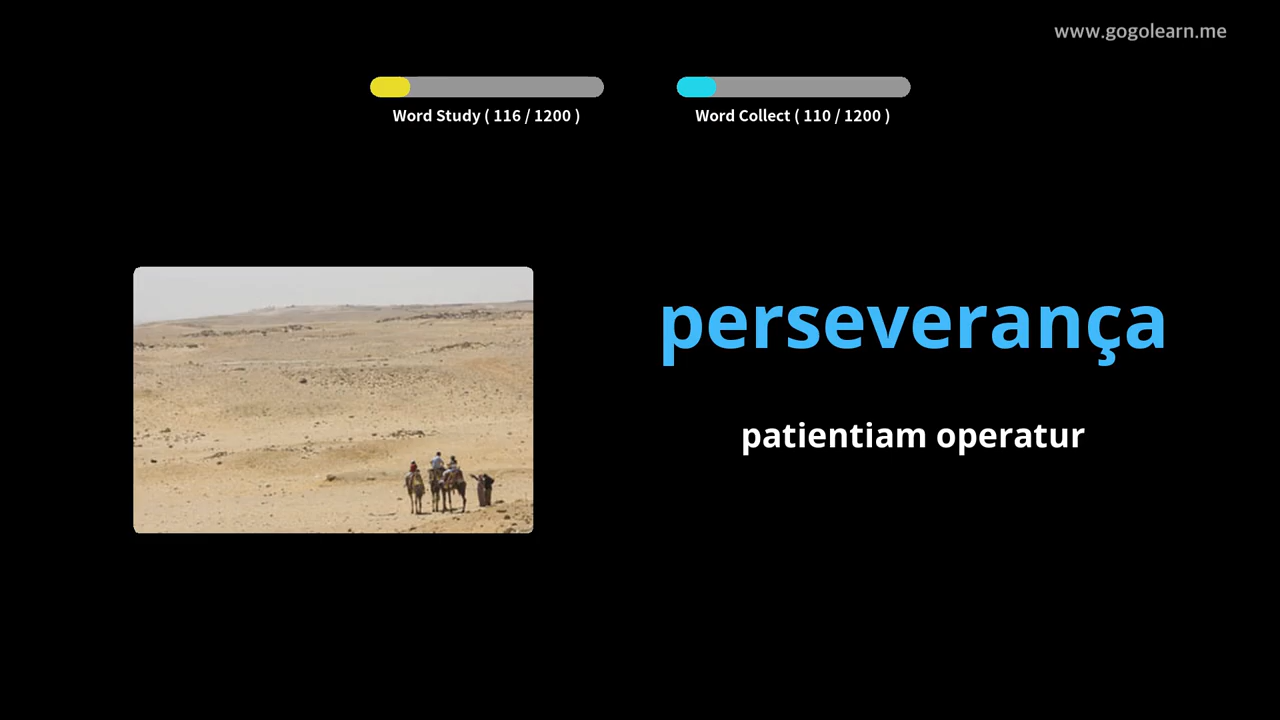 www.gogolearn.me
Word Study ( 116 / 1200 )
Word Collect ( 110 / 1200 )
perseverança
patientiam operatur